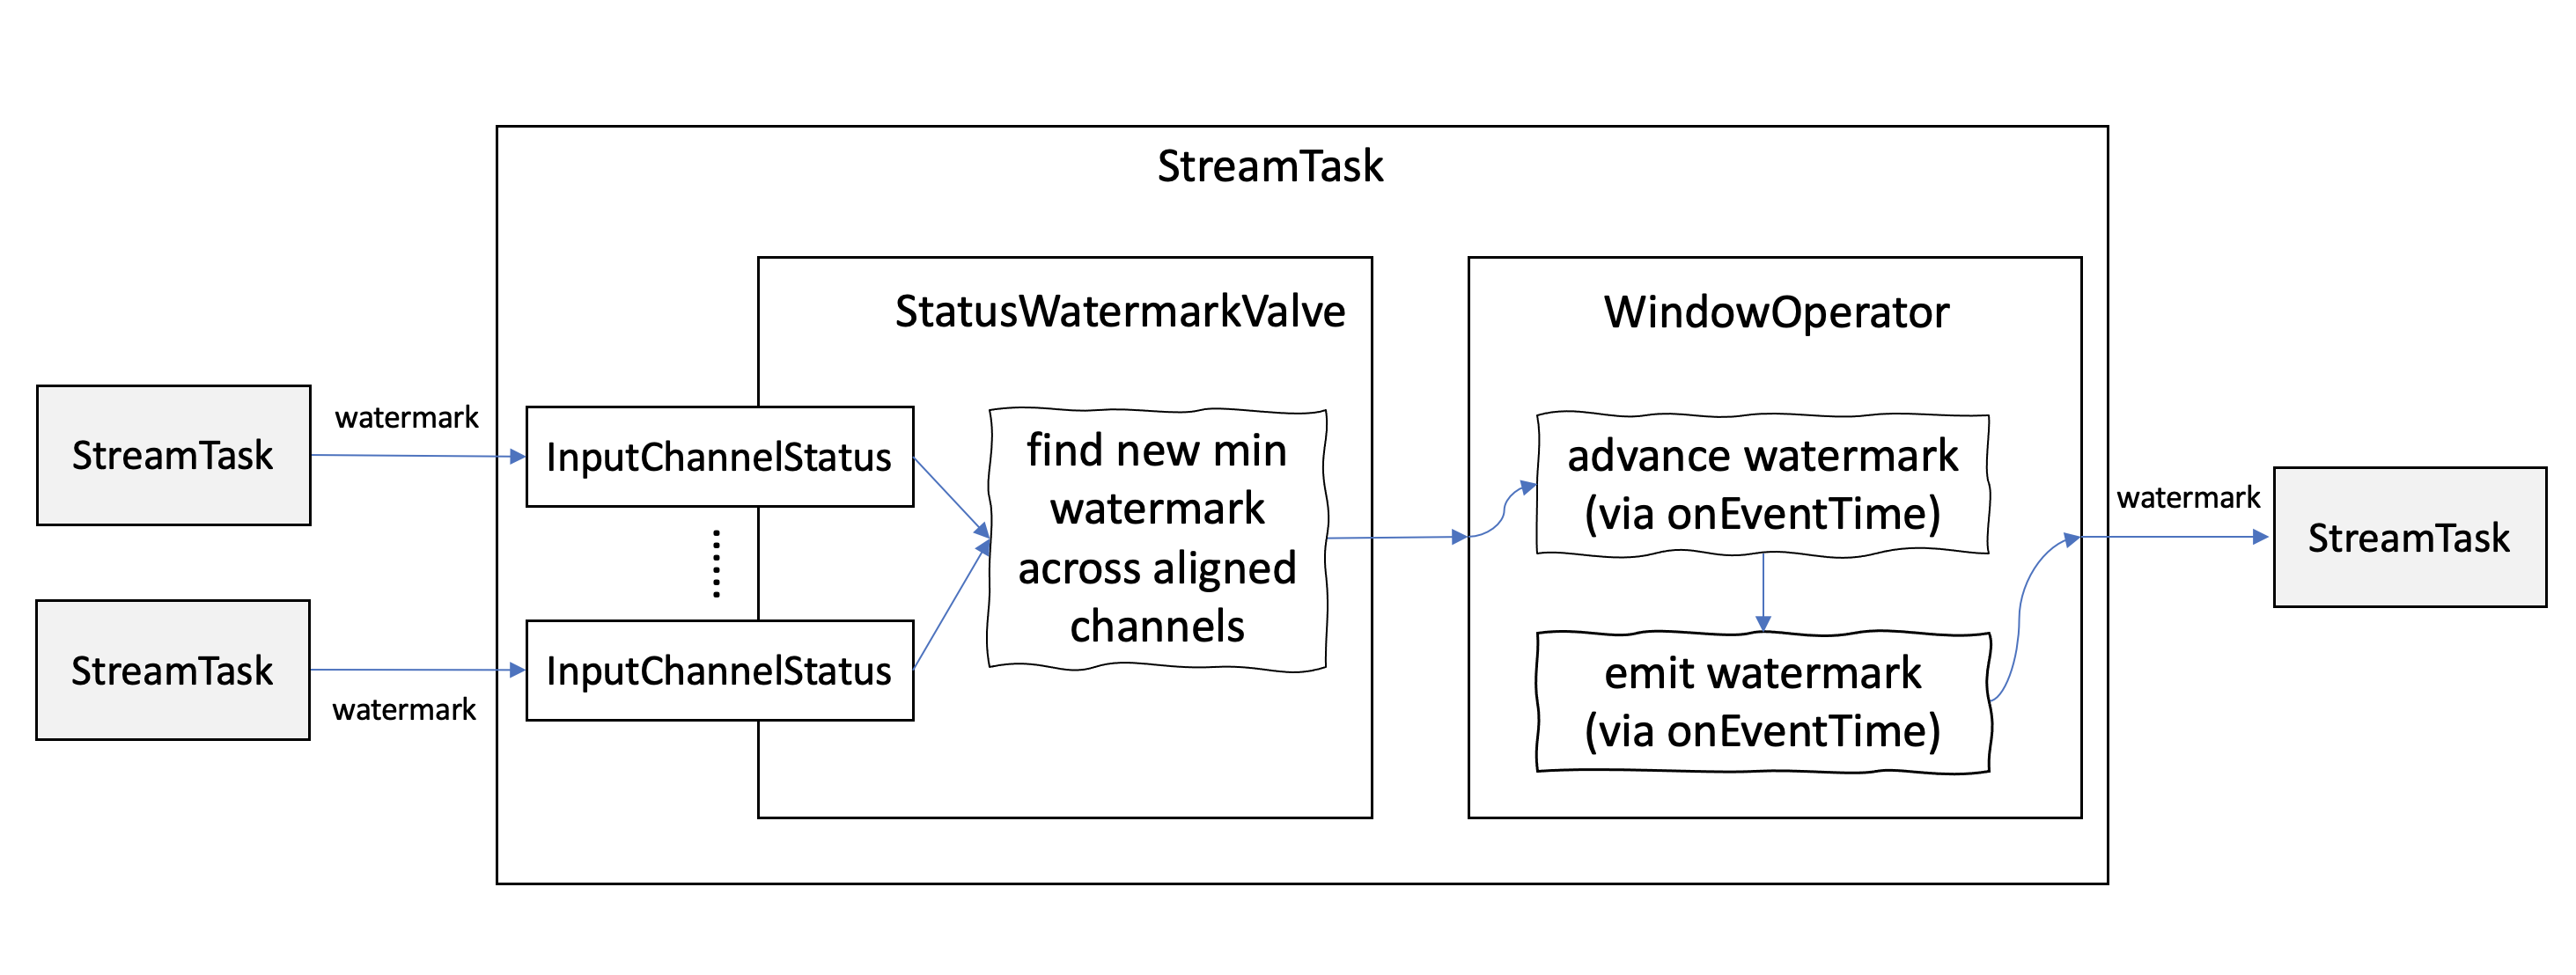 StreamTask
StatusWatermarkValve
WindowOperator
StreamTask
watermark
InputChannelStatus
find new min
watermark
across aligned
channels
advance watermark
(via onEventTime)
watermark
StreamTask
StreamTask
watermark
InputChannelStatus
emit watermark
(via onEventTime)